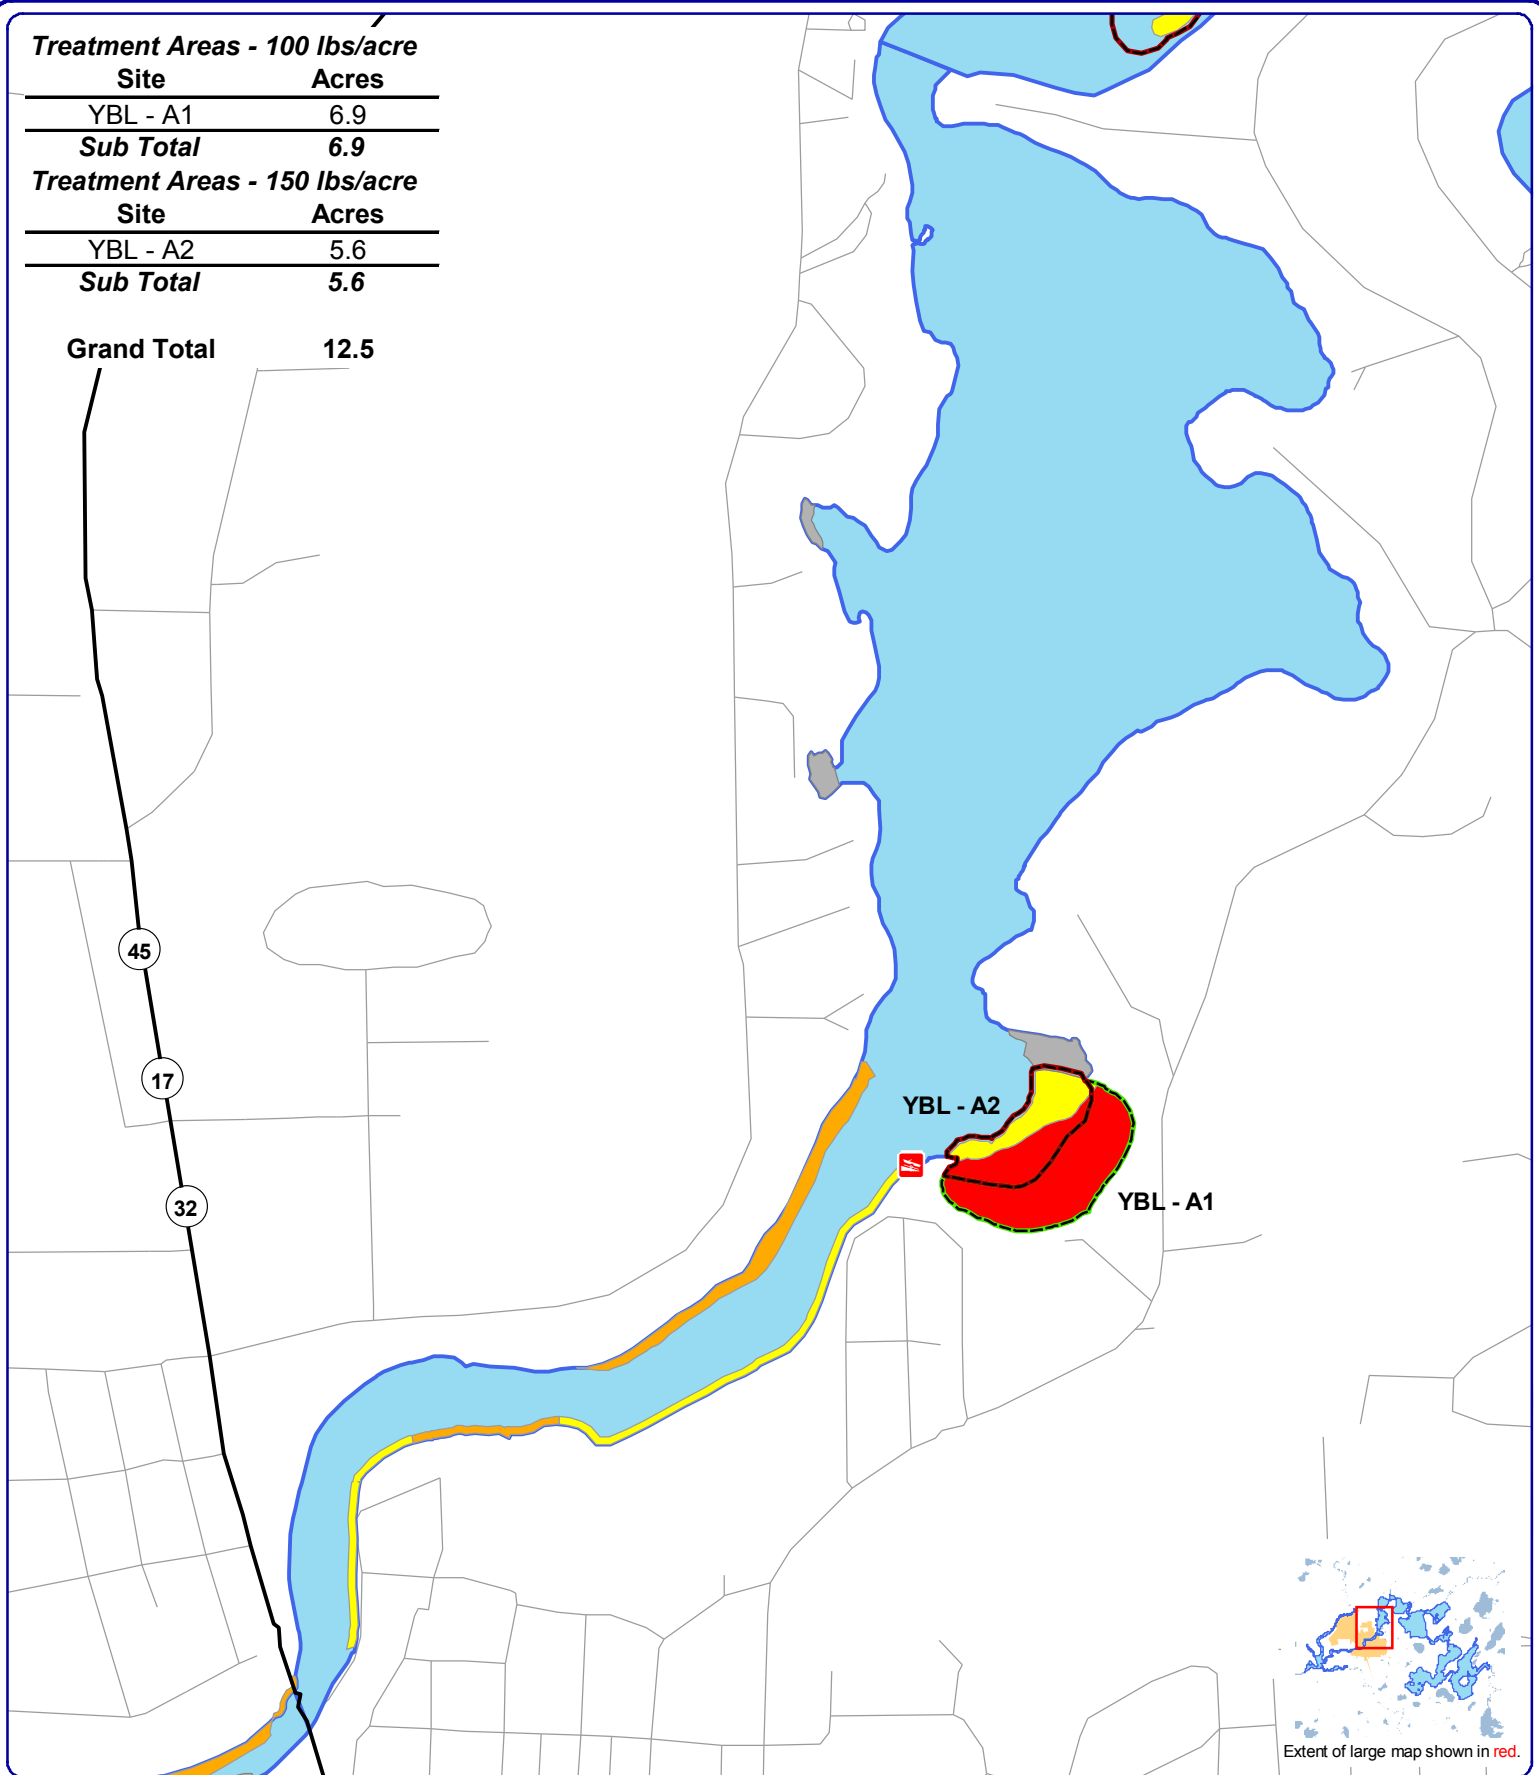 Treatment Areas - 100 lbs/acre
Site Acres
YBL - A1 6.9
Sub Total 6.9
Treatment Areas - 150 lbs/acre
Site Acres
YBL - A2 5.6
Sub Total 5.6
Grand Total 12.5
45
17
32
YBL - A2
YBL - A1
Extent of large map shown in red.